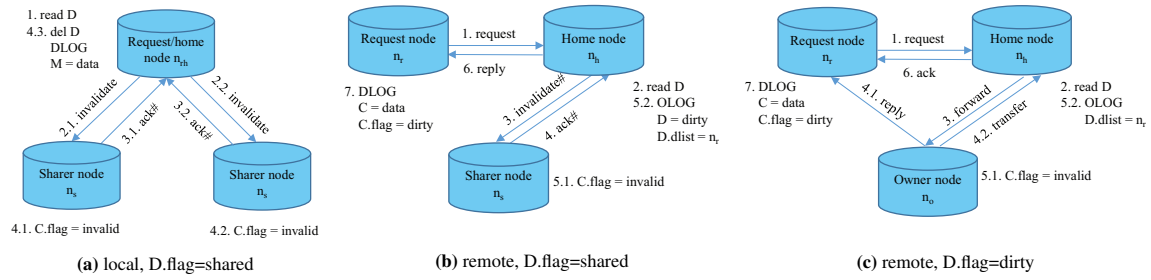 1. read D
4.3. del D
DLOG
M = data
Request/home
node n_rh
2.1. invalidate
3.1. ack#
3.2. ack#
2.2. invalidate
Sharer node
n_s
Sharer node
n_s
4.1. C.flag = invalid
4.2. C.flag = invalid
(a) local, D.flag=shared
Request node
n_r
1. request
6. reply
Home node
n_h
7. DLOG
C = data
C.flag = dirty
3. invalidate#
4. ack#
2. read D
5.2. OLOG
D = dirty
D.dlist = n_r
Sharer node
n_s
5.1. C.flag = invalid
(b) remote, D.flag=shared
Request node
n_r
1. request
6. ack
Home node
n_h
7. DLOG
C = data
C.flag = dirty
4.1. reply
3. forward
4.2. transfer
2. read D
5.2. OLOG
D.dlist = n_r
Owner node
n_o
5.1. C.flag = invalid
(c) remote, D.flag=dirty